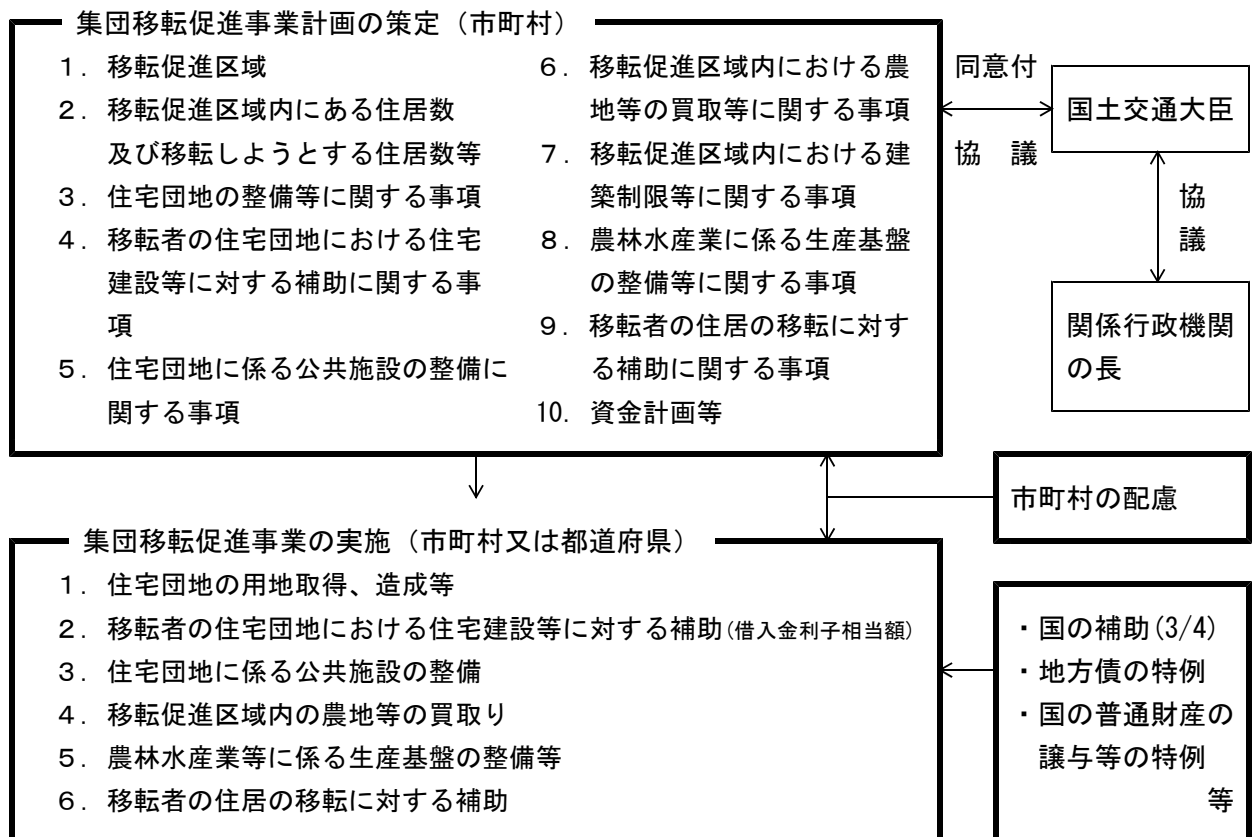 集団移転促進事業計画の策定（市町村）
１．移転促進区域
２．移転促進区域内にある住居数
及び移転しようとする住居数等
３．住宅団地の整備等に関する事項
４．移転者の住宅団地における住宅
建設等に対する補助に関する事
項
５．住宅団地に係る公共施設の整備に
関する事項
６．移転促進区域内における農
地等の買取等に関する事項
７．移転促進区域内における建
築制限等に関する事項
８．農林水産業に係る生産基盤
の整備等に関する事項
９．移転者の住居の移転に対す
る補助に関する事項
10．資金計画等
同意付
協　議
国土交通大臣
協
議
関係行政機関
の長
市町村の配慮
集団移転促進事業の実施（市町村又は都道府県）
１．住宅団地の用地取得、造成等
２．移転者の住宅団地における住宅建設等に対する補助(借入金利子相当額)
３．住宅団地に係る公共施設の整備
４．移転促進区域内の農地等の買取り
５．農林水産業等に係る生産基盤の整備等
６．移転者の住居の移転に対する補助
・国の補助(3/4)
・地方債の特例
・国の普通財産の
譲与等の特例
等